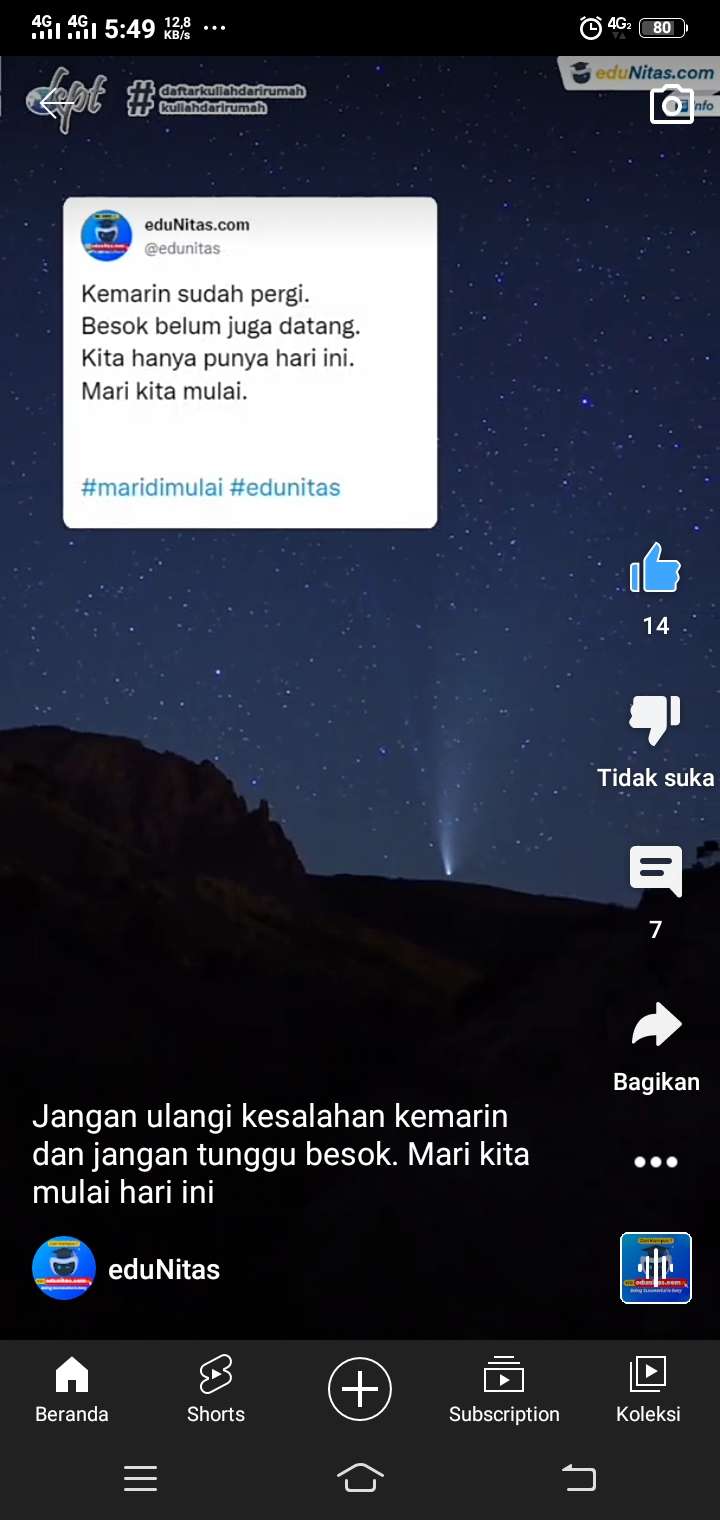 4G 4G 5:49 12,8 KB/s ...
4G2 80
spt # daftarkuliahdarirumah
kuliahdarirumah
eduNitas.com
info
eduNitas.com
@edunitas
Kemarin sudah pergi.
Besok belum juga datang.
Kita hanya punya hari ini.
Mari kita mulai.
#maridimulai #edunitas
14
Tidak suka
7
Bagikan
Jangan ulangi kesalahan kemarin
dan jangan tunggu besok. Mari kita
mulai hari ini
eduNitas
Beranda
Shorts
Subscription
Koleksi